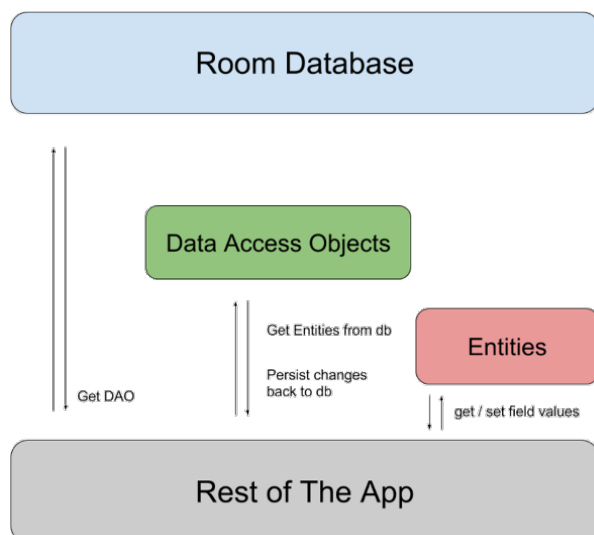 Room Database
Data Access Objects
Get Entities from db
Persist changes
back to db
Entities
Get DAO
get / set field values
Rest of The App